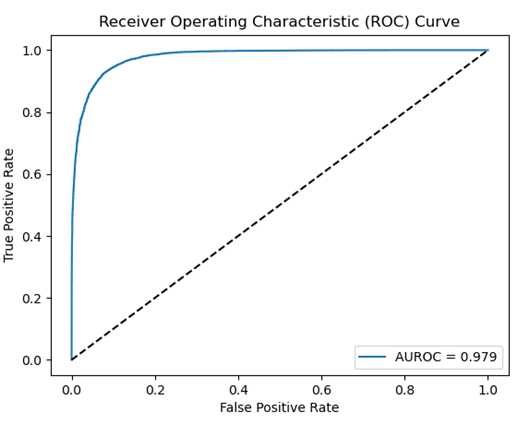 Receiver Operating Characteristic (ROC) Curve
1.0
0.8
0.6
0.4
0.2
0.0
True Positive Rate
AUROC = 0.979
0.0 0.2 0.4 0.6 0.8 1.0
False Positive Rate